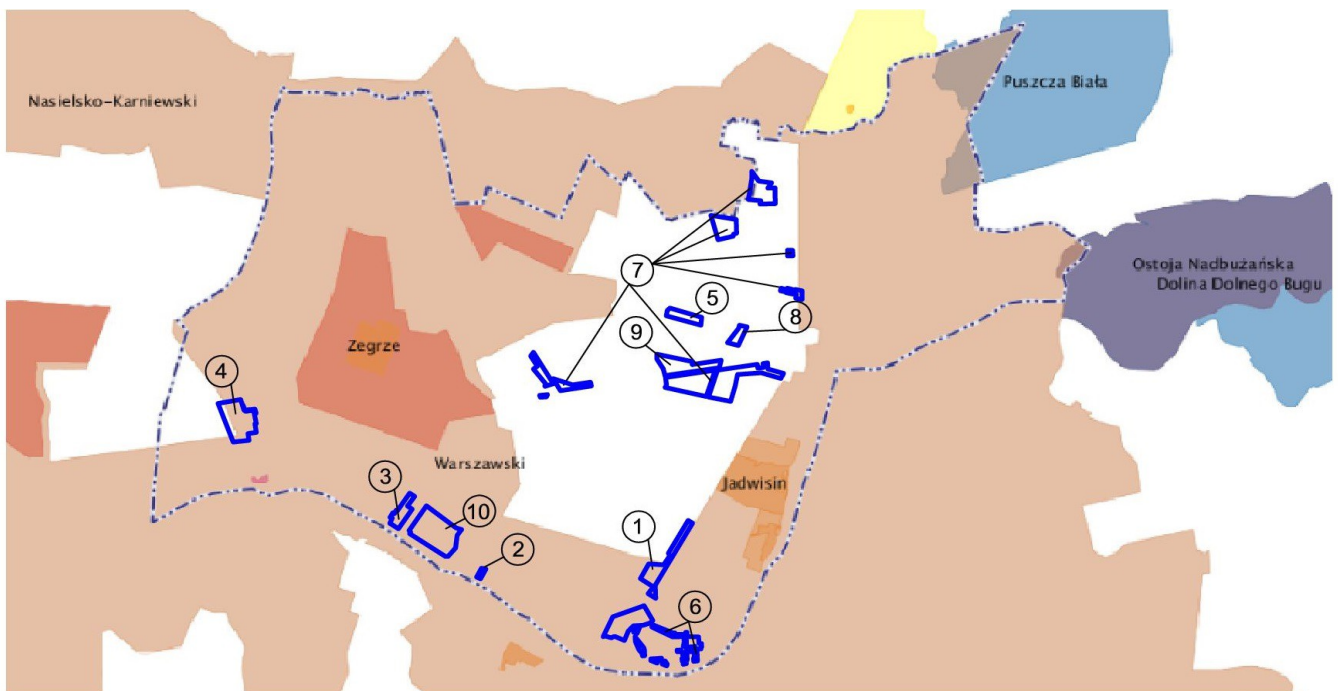 Puszcza Biała
Nasielsko-Karniewski
Ostoja Nadbużańska
Dolina Dolnego Bugu
7
5
8
Zegrze
9
4
Warszawski
Jadwisin
3
10
1
2
6